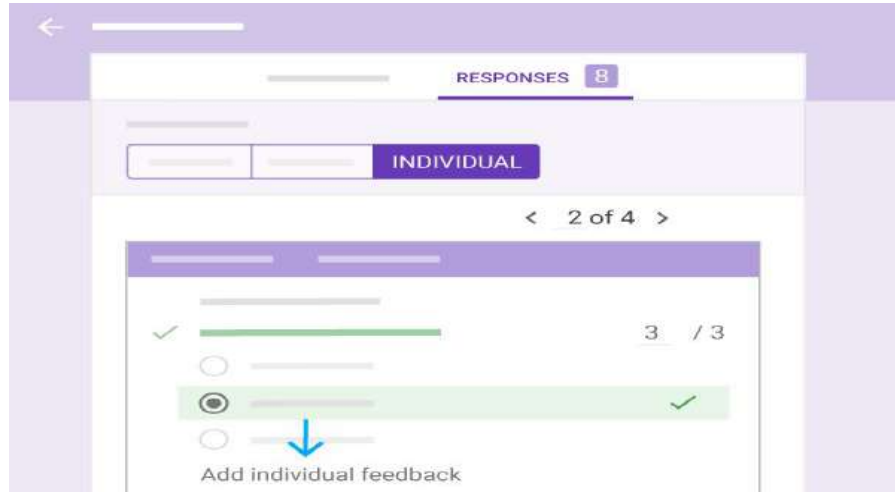 RESPONSES 8
INDIVIDUAL
< 2 of 4 >
3 / 3
Add individual feedback